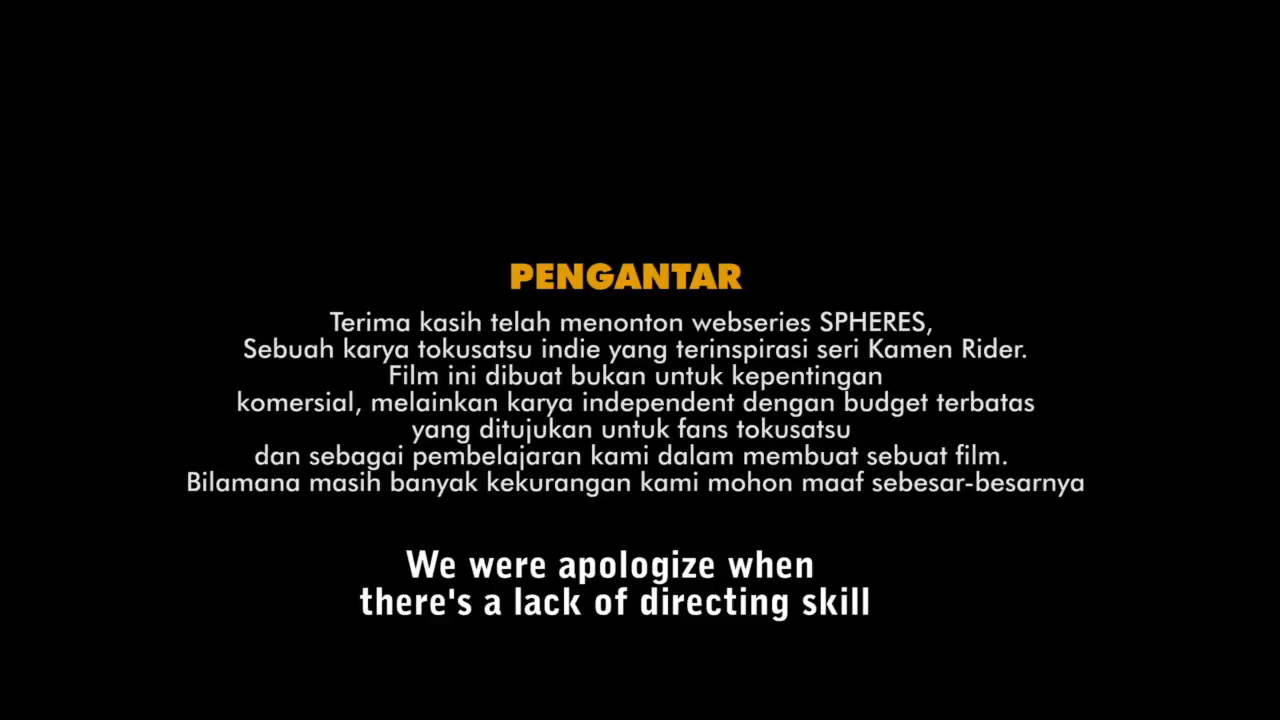 PENGANTAR
Terima kasih telah menonton webseries SPHERES,
Sebuah karya tokusatsu indie yang terinspirasi seri Kamen Rider.
Film ini dibuat bukan untuk kepentingan
komersial, melainkan karya independent dengan budget terbatas
yang ditujukan untuk fans tokusatsu
dan sebagai pembelajaran kami dalam membuat sebuat film.
Bilamana masih banyak kekurangan kami mohon maaf sebesar-besarnya
We were apologize when
there's a lack of directing skill